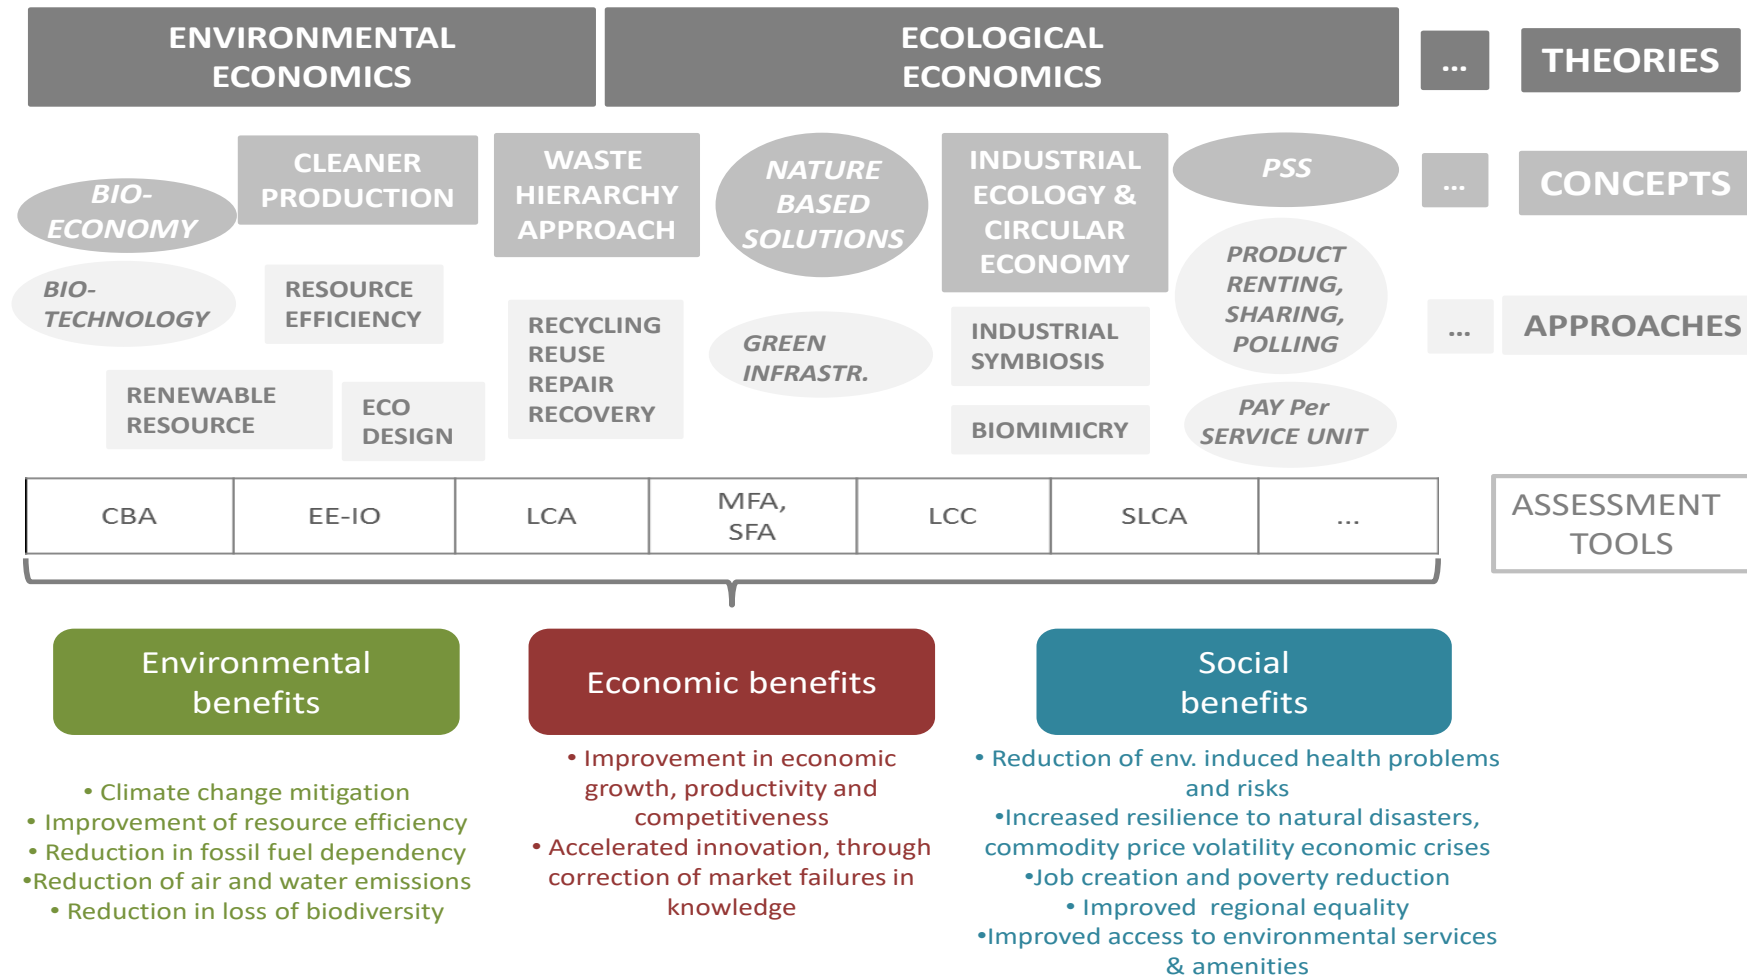 ENVIRONMENTAL
ECONOMICS
ECOLOGICAL
ECONOMICS
...
THEORIES
BIO-
ECONOMY
CLEANER
PRODUCTION
WASTE
HIERARCHY
APPROACH
NATURE
BASED
SOLUTIONS
INDUSTRIAL
ECOLOGY &
CIRCULAR
ECONOMY
PSS
...
CONCEPTS
BIO-
TECHNOLOGY
RESOURCE
EFFICIENCY
RENEWABLE
RESOURCE
ECO
DESIGN
RECYCLING
REUSE
REPAIR
RECOVERY
GREEN
INFRASTR.
INDUSTRIAL
SYMBIOSIS
BIOMIMICRY
PRODUCT
RENTING,
SHARING,
POLLING
PAY Per
SERVICE UNIT
...
APPROACHES
CBA
EE-IO
LCA
MFA,
SFA
LCC
SLCA
...
ASSESSMENT
TOOLS
Environmental
benefits
• Climate change mitigation
• Improvement of resource efficiency
• Reduction in fossil fuel dependency
•Reduction of air and water emissions
• Reduction in loss of biodiversity
Economic benefits
• Improvement in economic
growth, productivity and
competitiveness
• Accelerated innovation, through
correction of market failures in
knowledge
Social
benefits
• Reduction of env. induced health problems
and risks
•Increased resilience to natural disasters,
commodity price volatility economic crises
•Job creation and poverty reduction
• Improved regional equality
•Improved access to environmental services
& amenities